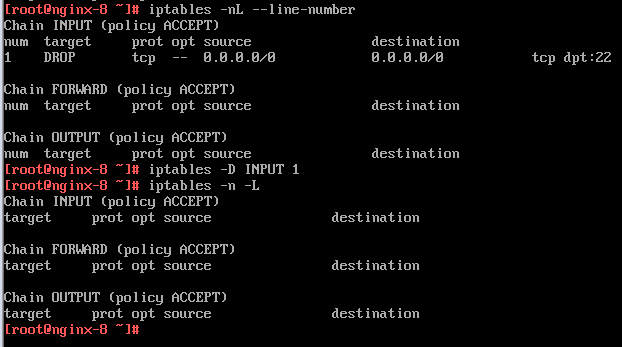 [root@nginx-8 ~]# iptables -nL --line-number
Chain INPUT (policy ACCEPT)
num  target     prot opt source               destination
1    DROP       tcp  --  0.0.0.0/0            0.0.0.0/0           tcp dpt:22
Chain FORWARD (policy ACCEPT)
num  target     prot opt source               destination
Chain OUTPUT (policy ACCEPT)
num  target     prot opt source               destination
[root@nginx-8 ~]# iptables -D INPUT 1
[root@nginx-8 ~]# iptables -n -L
Chain INPUT (policy ACCEPT)
target     prot opt source               destination
Chain FORWARD (policy ACCEPT)
target     prot opt source               destination
Chain OUTPUT (policy ACCEPT)
target     prot opt source               destination
[root@nginx-8 ~]#